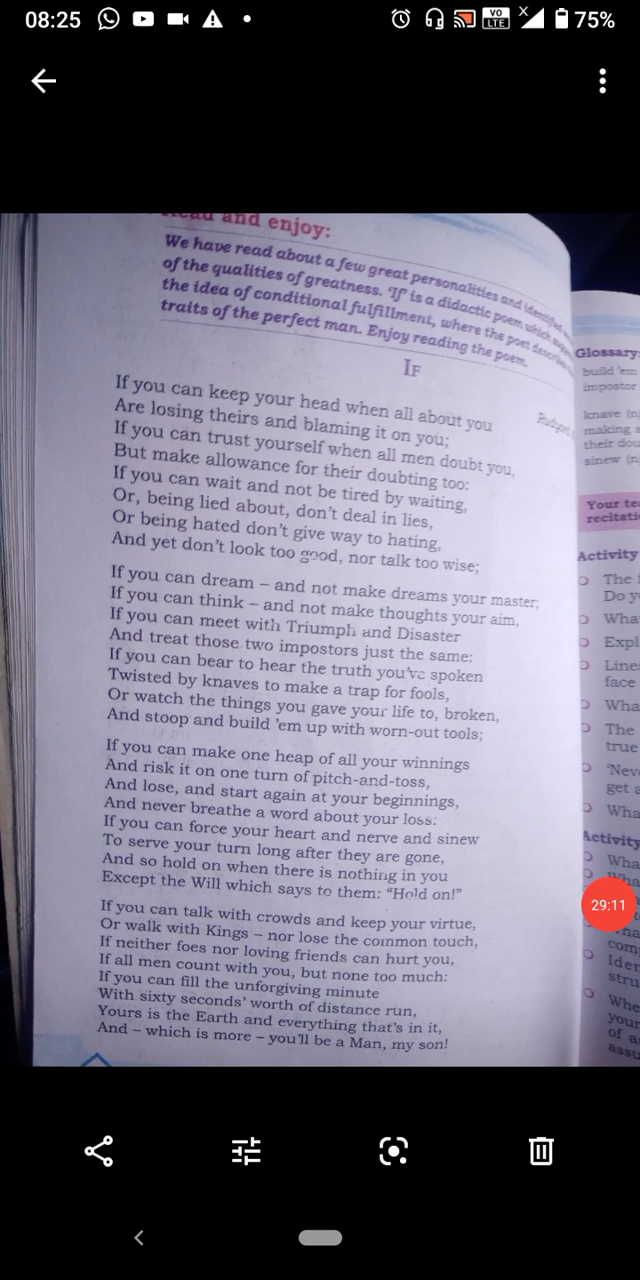 08:25
VO LTE
X
75%
Read and enjoy:
We have read about a few great personalities and identified
of the qualities of greatness. 'If' is a didactic poem which
the idea of conditional fulfillment, where the poet
traits of the perfect man. Enjoy reading the poem.
IF
Rudyard
If you can keep your head when all about you
Are losing theirs and blaming it on you;
If you can trust yourself when all men doubt you,
But make allowance for their doubting too:
If you can wait and not be tired by waiting,
Or, being lied about, don't deal in lies,
Or being hated don't give way to hating,
And yet don't look too good, nor talk too wise;
If you can dream – and not make dreams your master;
If you can think – and not make thoughts your aim,
If you can meet with Triumph and Disaster
And treat those two impostors just the same:
If you can bear to hear the truth you've spoken
Twisted by knaves to make a trap for fools,
Or watch the things you gave your life to, broken,
And stoop and build 'em up with worn-out tools;
If you can make one heap of all your winnings
And risk it on one turn of pitch-and-toss,
And lose, and start again at your beginnings,
And never breathe a word about your loss:
If you can force your heart and nerve and sinew
To serve your turn long after they are gone,
And so hold on when there is nothing in you
Except the Will which says to them: "Hold on!"
If you can talk with crowds and keep your virtue,
Or walk with Kings – nor lose the common touch,
If neither foes nor loving friends can hurt you,
If all men count with you, but none too much:
If you can fill the unforgiving minute
With sixty seconds' worth of distance run,
Yours is the Earth and everything that's in it,
And – which is more – you'll be a Man, my son!
Glossary
build 'em
impostor
knave (n
making a
their dou
sinew (n
Your te
recitati
Activity
The
Do y
Wha
Expl
Line
face
Wha
The
true
'Nev
get a
Wha
Activity
Wha
Wha
29:11
com
Iden
stru
Whe
your
of a
assu